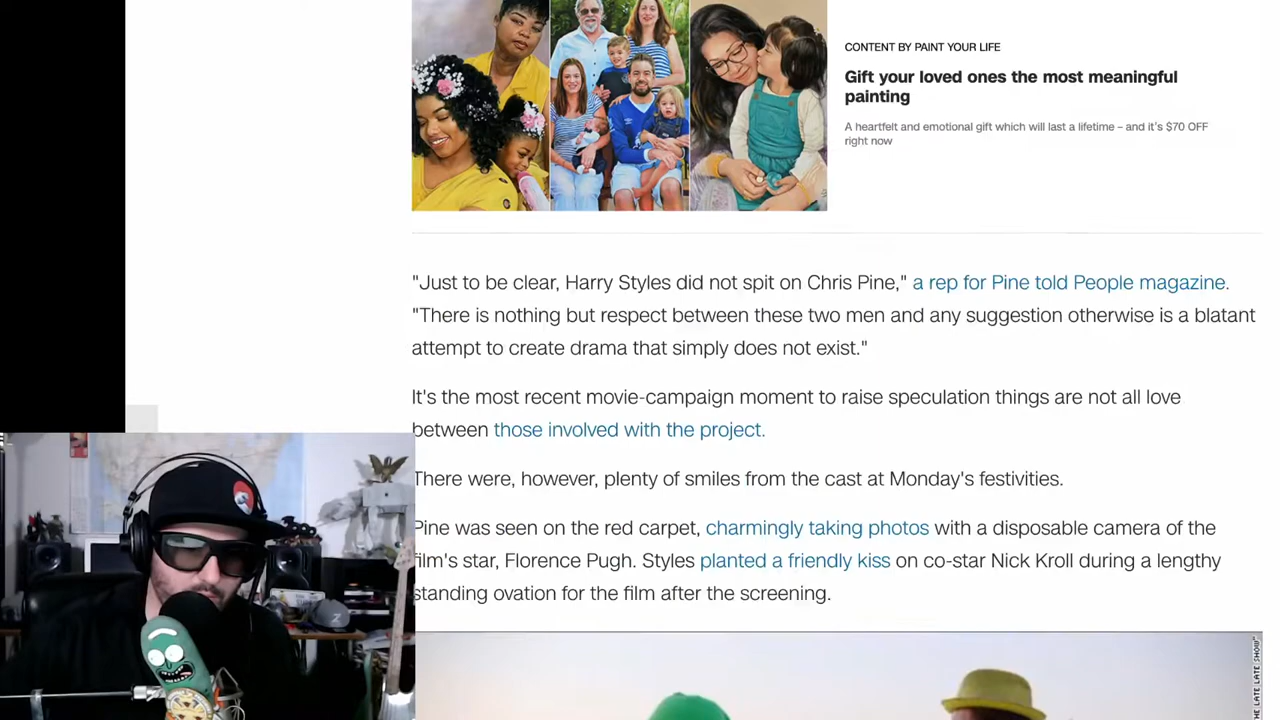 CONTENT BY PAINT YOUR LIFE
Gift your loved ones the most meaningful
painting
A heartfelt and emotional gift which will last a lifetime – and it's $70 OFF
right now
"Just to be clear, Harry Styles did not spit on Chris Pine," a rep for Pine told People magazine.
"There is nothing but respect between these two men and any suggestion otherwise is a blatant
attempt to create drama that simply does not exist."
It's the most recent movie-campaign moment to raise speculation things are not all love
between those involved with the project.
There were, however, plenty of smiles from the cast at Monday's festivities.
Pine was seen on the red carpet, charmingly taking photos with a disposable camera of the
film's star, Florence Pugh. Styles planted a friendly kiss on co-star Nick Kroll during a lengthy
standing ovation for the film after the screening.
THE LATE LATE SHOW"